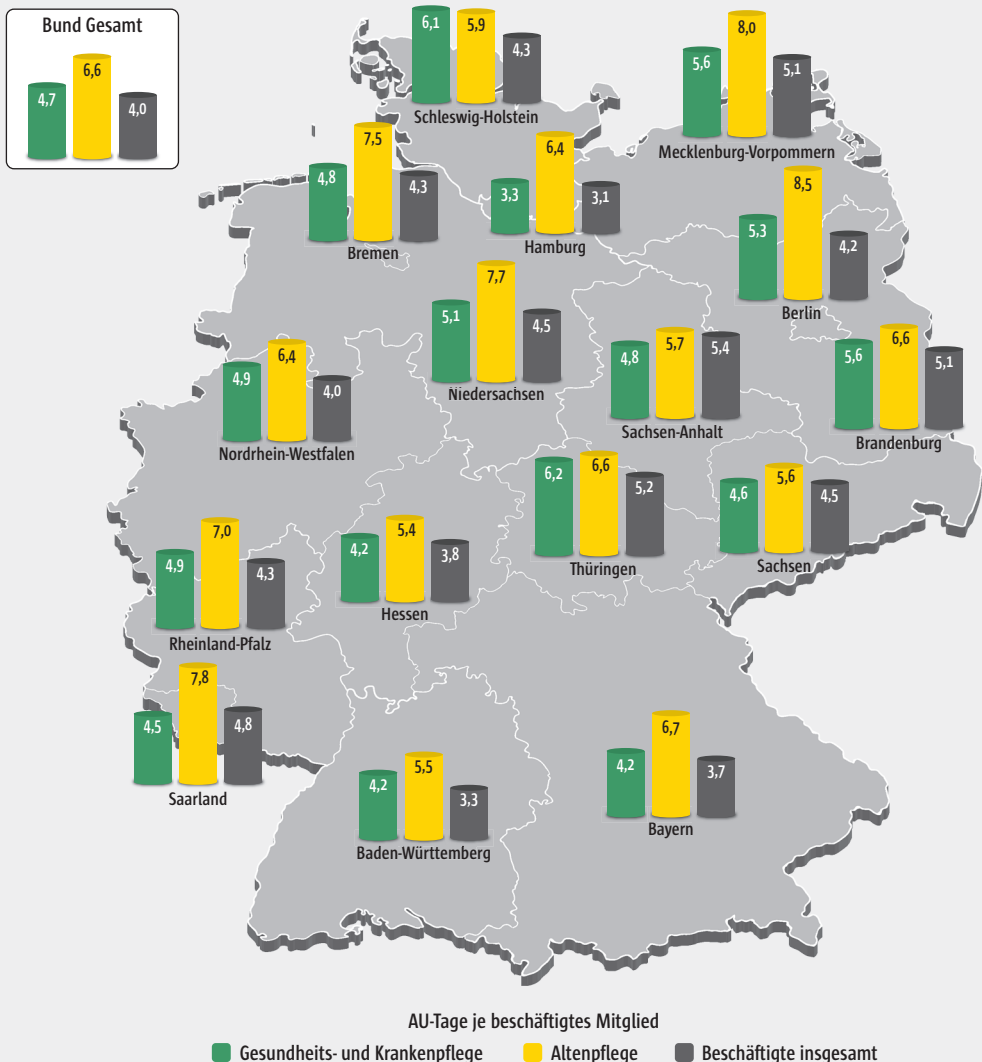 Bund Gesamt
4,7 6,6 4,0
6,1 5,9 4,3
Schleswig-Holstein
5,6 8,0 5,1
Mecklenburg-Vorpommern
4,8 7,5 4,3
Bremen
3,3 6,4 3,1
Hamburg
5,3 8,5 4,2
Berlin
5,1 7,7 4,5
Niedersachsen
4,9 6,4 4,0
Nordrhein-Westfalen
4,8 5,7 5,4
Sachsen-Anhalt
5,6 6,6 5,1
Brandenburg
6,2 6,6 5,2
Thüringen
4,6 5,6 4,5
Sachsen
4,9 7,0 4,3
Rheinland-Pfalz
4,2 5,4 3,8
Hessen
4,5 7,8 4,8
Saarland
4,2 5,5 3,3
Baden-Württemberg
4,2 6,7 3,7
Bayern
AU-Tage je beschäftigtes Mitglied
Gesundheits- und Krankenpflege Altenpflege Beschäftigte insgesamt